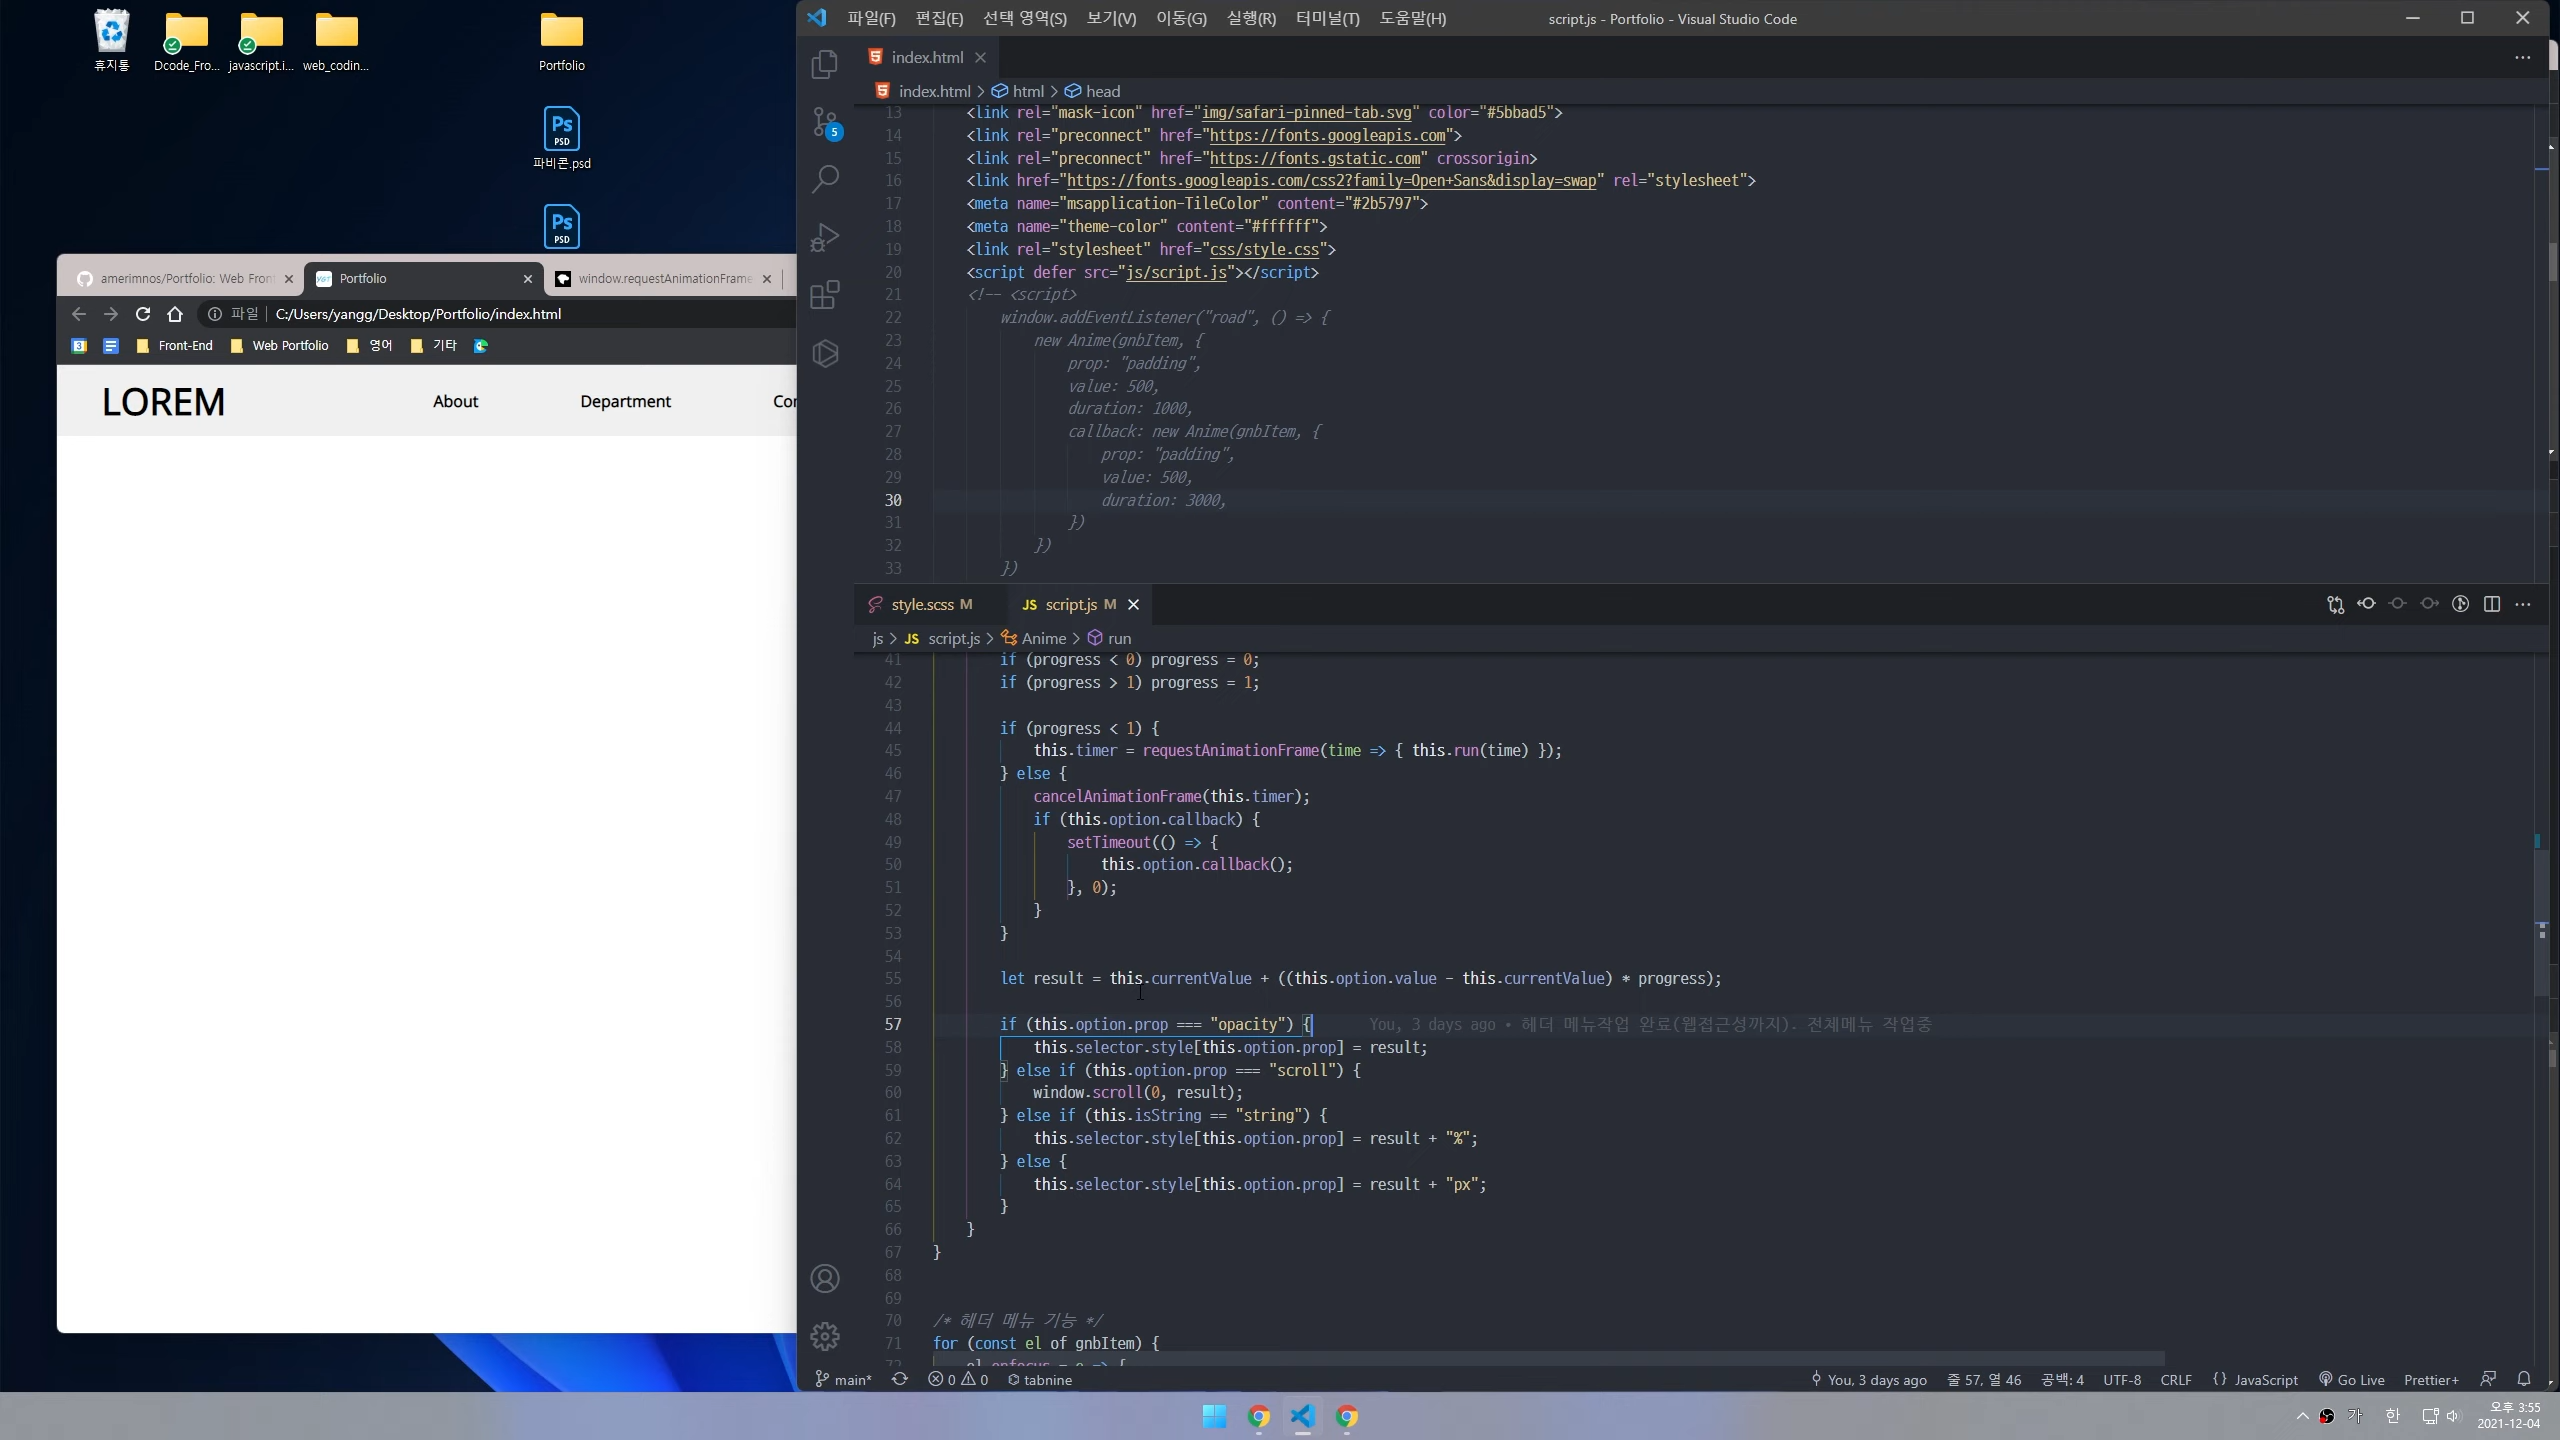 휴지통
Dcode_Fro...
javascript.i...
web_codin...
Portfolio
Ps
PSD
파비콘.psd
Ps
PSD
amerimnos/Portfolio: Web Front
Portfolio
window.requestAnimationFrame
파일
C:/Users/yangg/Desktop/Portfolio/index.html
Front-End
Web Portfolio
영어
기타
LOREM
About
Department
Con
파일(F) 편집(E) 선택 영역(S) 보기(V) 이동(G) 실행(R) 터미널(T) 도움말(H)
script.js - Portfolio - Visual Studio Code
index.html
index.html > html > head
5
13 <link rel="mask-icon" href="img/safari-pinned-tab.svg" color="#5bbad5">
14 <link rel="preconnect" href="https://fonts.googleapis.com">
15 <link rel="preconnect" href="https://fonts.gstatic.com" crossorigin>
16 <link href="https://fonts.googleapis.com/css2?family=Open+Sans&display=swap" rel="stylesheet">
17 <meta name="msapplication-TileColor" content="#2b5797">
18 <meta name="theme-color" content="#ffffff">
19 <link rel="stylesheet" href="css/style.css">
20 <script defer src="js/script.js"></script>
21 <!-- <script>
22 window.addEventListener("road", () => {
23 new Anime(gnbItem, {
24 prop: "padding",
25 value: 500,
26 duration: 1000,
27 callback: new Anime(gnbItem, {
28 prop: "padding",
29 value: 500,
30 duration: 3000,
31 })
32 })
33 })
style.scss M
JS script.js M
js > JS script.js > Anime > run
41 if (progress < 0) progress = 0;
42 if (progress > 1) progress = 1;
43
44 if (progress < 1) {
45 this.timer = requestAnimationFrame(time => { this.run(time) });
46 } else {
47 cancelAnimationFrame(this.timer);
48 if (this.option.callback) {
49 setTimeout(() => {
50 this.option.callback();
51 }, 0);
52 }
53 }
54
55 let result = this.currentValue + ((this.option.value - this.currentValue) * progress);
56
57 if (this.option.prop === "opacity") { You, 3 days ago • 헤더 메뉴작업 완료(웹접근성까지). 전체메뉴 작업중
58 this.selector.style[this.option.prop] = result;
59 } else if (this.option.prop === "scroll") {
60 window.scroll(0, result);
61 } else if (this.isString == "string") {
62 this.selector.style[this.option.prop] = result + "%";
63 } else {
64 this.selector.style[this.option.prop] = result + "px";
65 }
66 }
67 }
68
69
70 /* 헤더 메뉴 기능 */
71 for (const el of gnbItem) {
72 el.onfocus = e => {
main* 0 0 tabnine
You, 3 days ago 줄 57, 열 46 공백: 4 UTF-8 CRLF {} JavaScript Go Live Prettier+
가 한
오후 3:55
2021-12-04